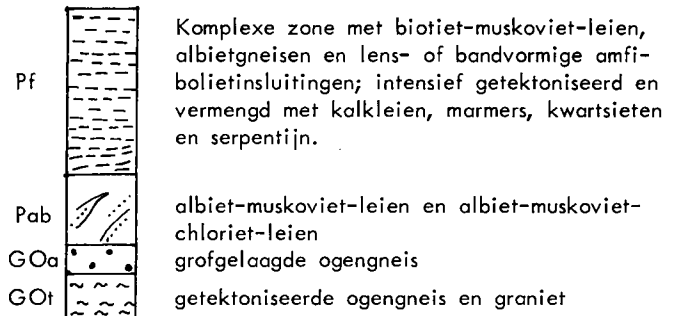 Komplexe zone met biotiet-muskoviet-leien,
albietgneisen en lens- of bandvormige amfi-
Pf bolietinsluitingen; intensief getektoniseerd en
vermengd met kalkleien, marmers, kwartsieten
en serpentijn.
Pab albiet-muskoviet-leien en albiet-muskoviet-
chloriet-leien
GOa grofgelaagde ogengneis
GOt getektoniseerde ogengneis en graniet